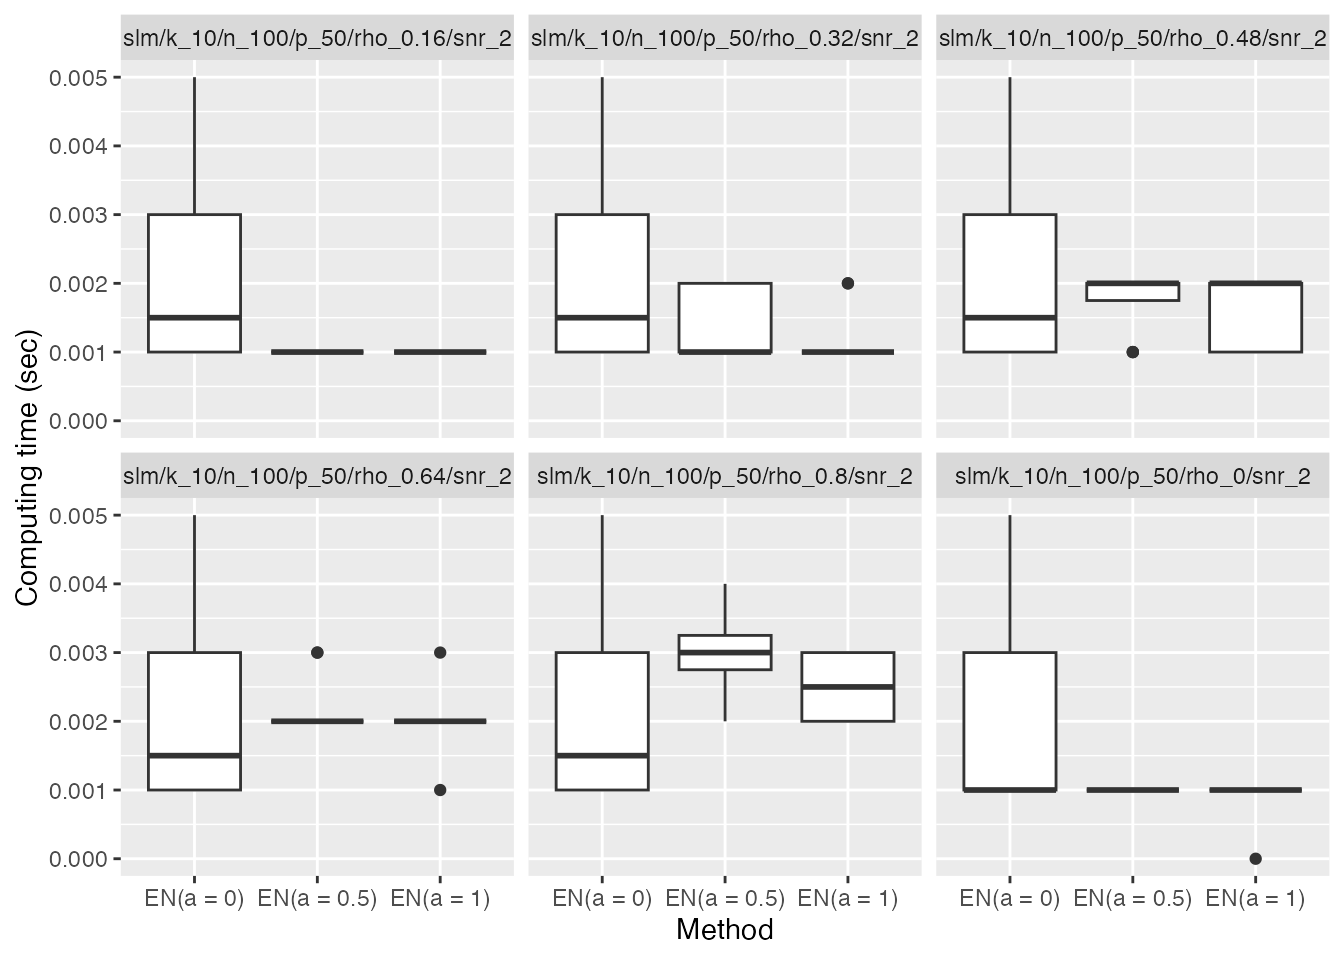 slm/k_10/n_100/p_50/rho_0.16/snr_2 slm/k_10/n_100/p_50/rho_0.32/snr_2 slm/k_10/n_100/p_50/rho_0.48/snr_2
0.005
0.004
0.003
0.002
0.001
0.000
Computing time (sec)
slm/k_10/n_100/p_50/rho_0.64/snr_2 slm/k_10/n_100/p_50/rho_0.8/snr_2 slm/k_10/n_100/p_50/rho_0/snr_2
0.005
0.004
0.003
0.002
0.001
0.000
EN(a = 0) EN(a = 0.5) EN(a = 1) EN(a = 0) EN(a = 0.5) EN(a = 1) EN(a = 0) EN(a = 0.5) EN(a = 1)
Method